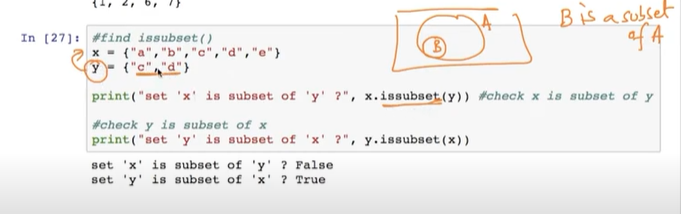 {1, 2, 6, 7}
In [27]: #find issubset()
x = {"a","b","c","d","e"}
y = {"c","d"}
print("set 'x' is subset of 'y' ?", x.issubset(y)) #check x is subset of y
#check y is subset of x
print("set 'y' is subset of 'x' ?", y.issubset(x))
set 'x' is subset of 'y' ? False
set 'y' is subset of 'x' ? True
A
B
B is a subset
of A